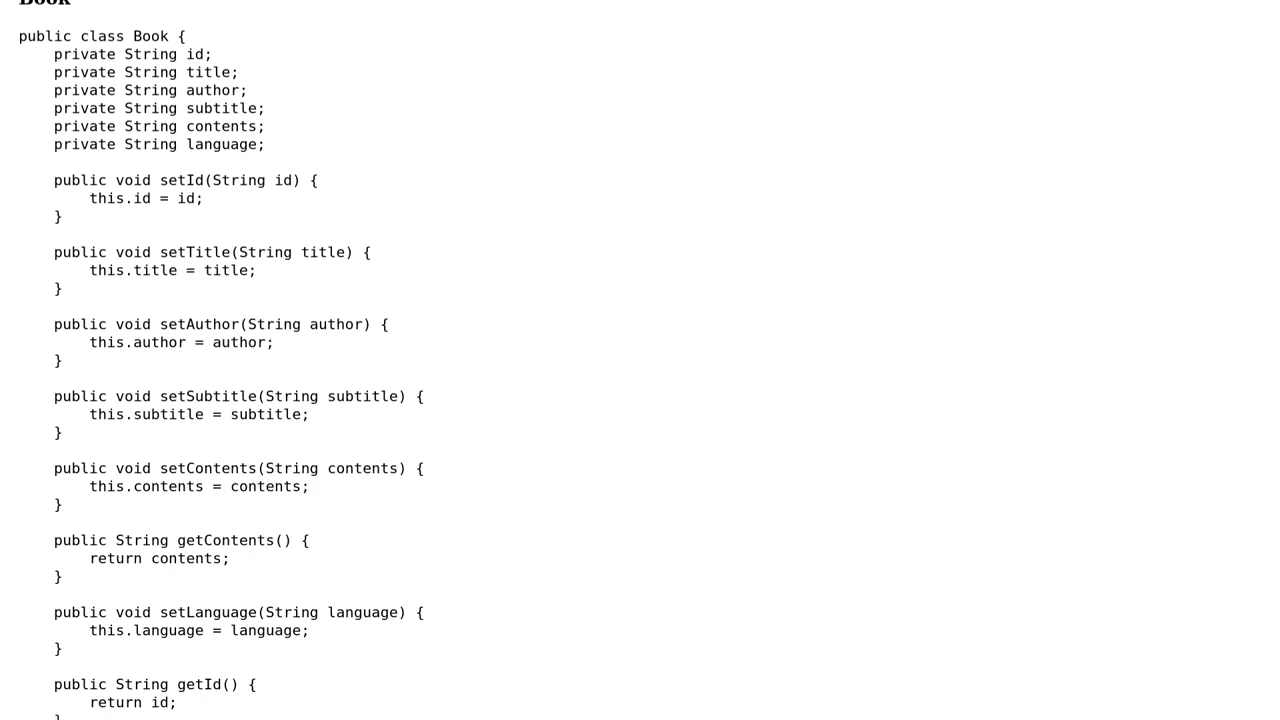 Book
public class Book {
    private String id;
    private String title;
    private String author;
    private String subtitle;
    private String contents;
    private String language;

    public void setId(String id) {
        this.id = id;
    }

    public void setTitle(String title) {
        this.title = title;
    }

    public void setAuthor(String author) {
        this.author = author;
    }

    public void setSubtitle(String subtitle) {
        this.subtitle = subtitle;
    }

    public void setContents(String contents) {
        this.contents = contents;
    }

    public String getContents() {
        return contents;
    }

    public void setLanguage(String language) {
        this.language = language;
    }

    public String getId() {
        return id;
    }